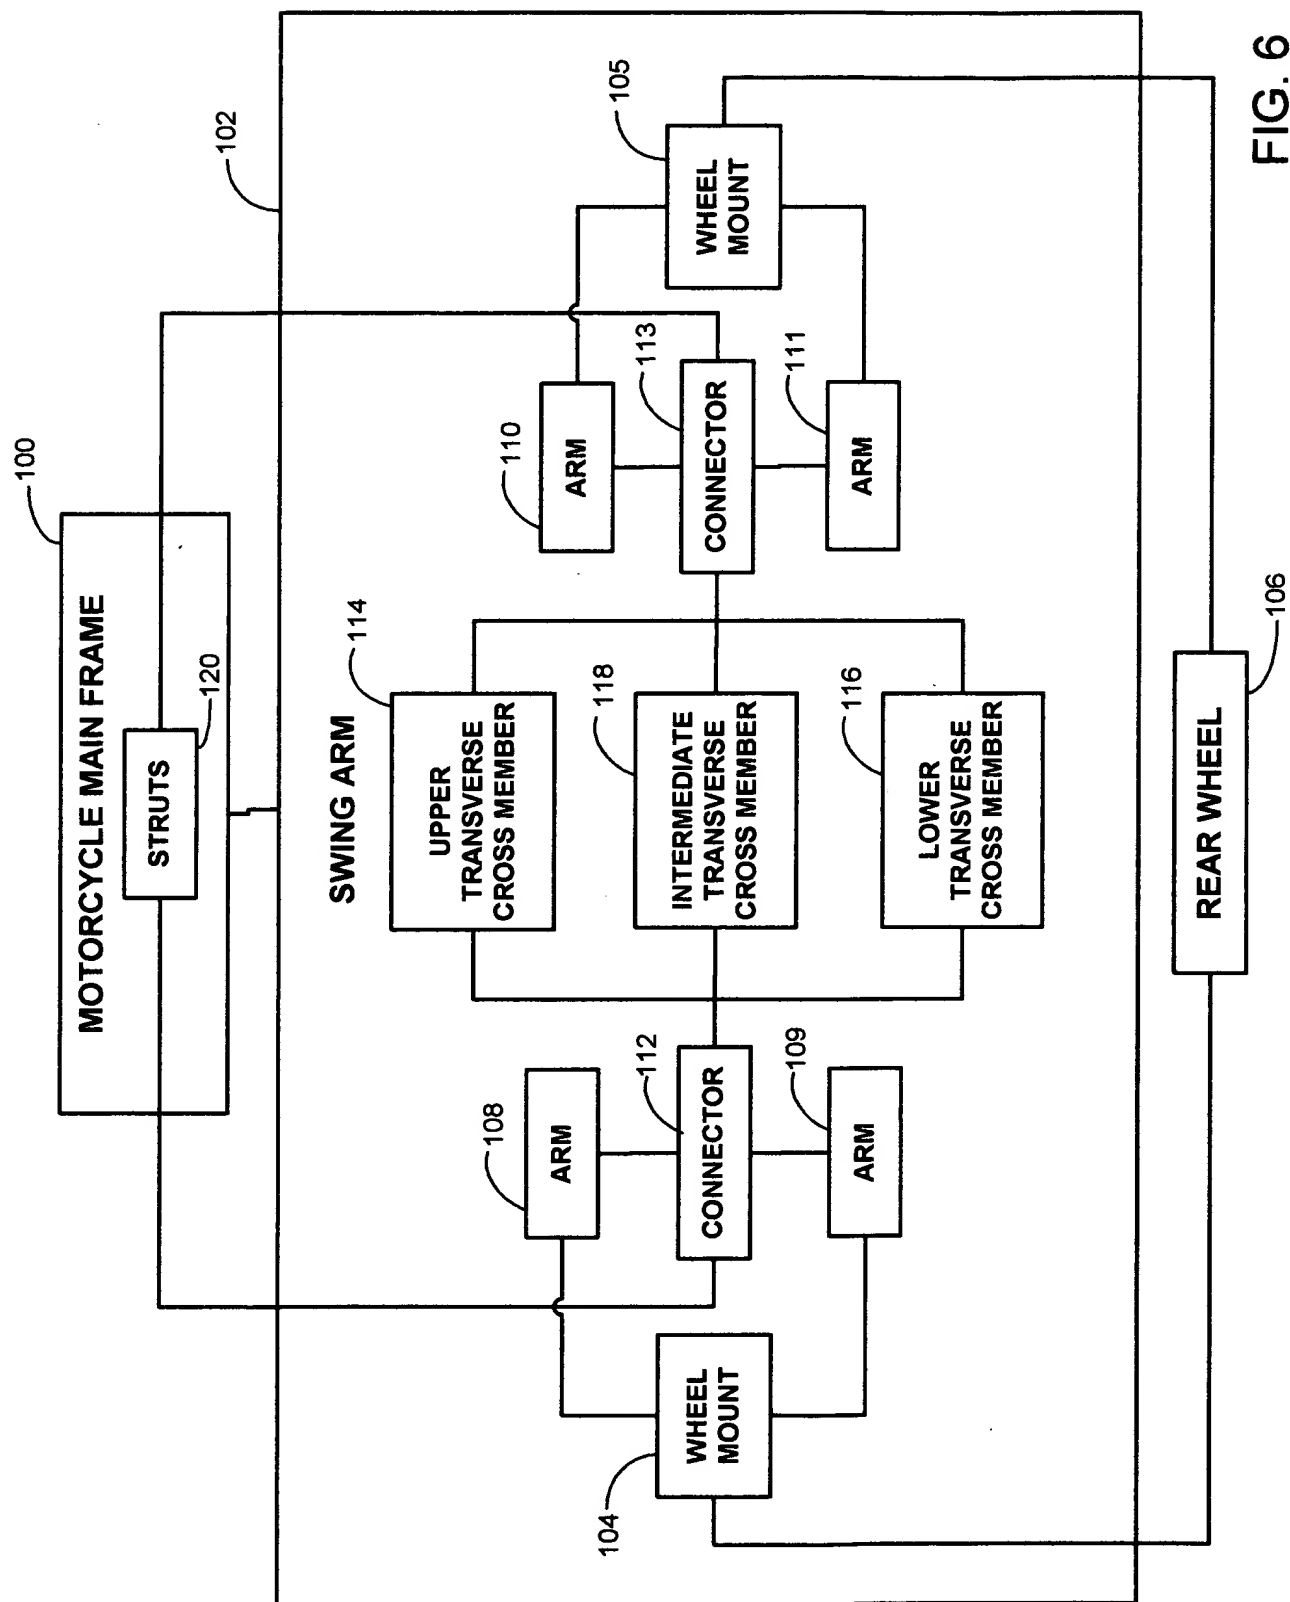 100
MOTORCYCLE MAIN FRAME
STRUTS
120
102
SWING ARM
114
UPPER
TRANSVERSE
CROSS MEMBER
118
INTERMEDIATE
TRANSVERSE
CROSS MEMBER
116
LOWER
TRANSVERSE
CROSS MEMBER
108
ARM
112
CONNECTOR
109
ARM
104
WHEEL
MOUNT
110
ARM
113
CONNECTOR
111
ARM
105
WHEEL
MOUNT
REAR WHEEL
106
FIG. 6